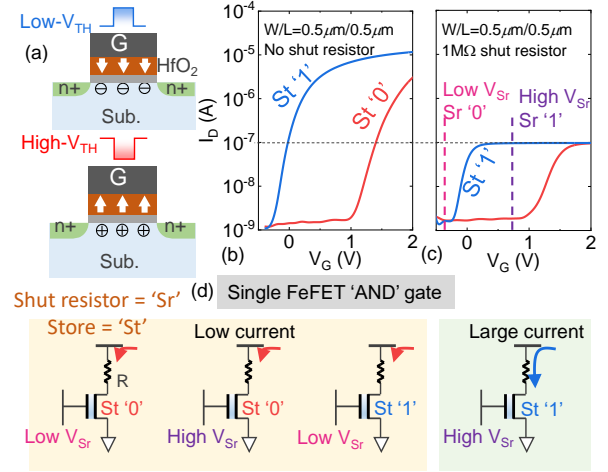 Low-V_TH
(a)
G
HfO₂
n+ ⊖ ⊖ ⊖ n+
Sub.
High-V_TH
G
n+ ⊕ ⊕ ⊕ n+
Sub.
I_D (A)
10⁻⁴
10⁻⁵
10⁻⁶
10⁻⁷
10⁻⁸
10⁻⁹
W/L=0.5μm/0.5μm
No shut resistor
St '1'
St '0'
0 1 2
(b) V_G (V)
W/L=0.5μm/0.5μm
1MΩ shut resistor
Low V_Sr
Sr '0'
High V_Sr
Sr '1'
St '1'
0 1 2
(c) V_G (V)
(d) Single FeFET 'AND' gate
Shut resistor = 'Sr'
Store = 'St'
Low current
Large current
R
St '0'
Low V_Sr
St '0'
High V_Sr
St '1'
Low V_Sr
St '1'
High V_Sr